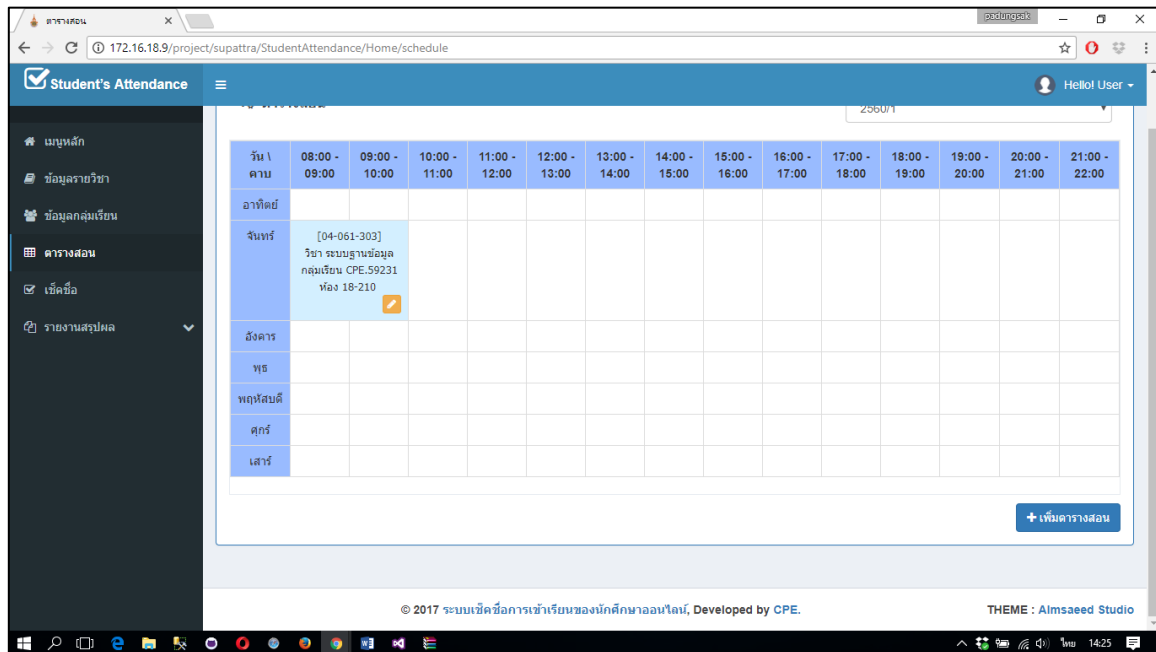 ตารางสอน
padungsak
172.16.18.9/project/supattra/StudentAttendance/Home/schedule
Student's Attendance
Hello! User
2560/1
เมนูหลัก
ข้อมูลรายวิชา
ข้อมูลกลุ่มเรียน
ตารางสอน
เช็คชื่อ
รายงานสรุปผล
วัน \ คาบ
08:00 - 09:00
09:00 - 10:00
10:00 - 11:00
11:00 - 12:00
12:00 - 13:00
13:00 - 14:00
14:00 - 15:00
15:00 - 16:00
16:00 - 17:00
17:00 - 18:00
18:00 - 19:00
19:00 - 20:00
20:00 - 21:00
21:00 - 22:00
อาทิตย์
จันทร์
[04-061-303]
วิชา ระบบฐานข้อมูล
กลุ่มเรียน CPE.59231
ห้อง 18-210
อังคาร
พุธ
พฤหัสบดี
ศุกร์
เสาร์
เพิ่มตารางสอน
© 2017 ระบบเช็คชื่อการเข้าเรียนของนักศึกษาออนไลน์, Developed by CPE.
THEME : Almsaeed Studio
ไทย 14:25